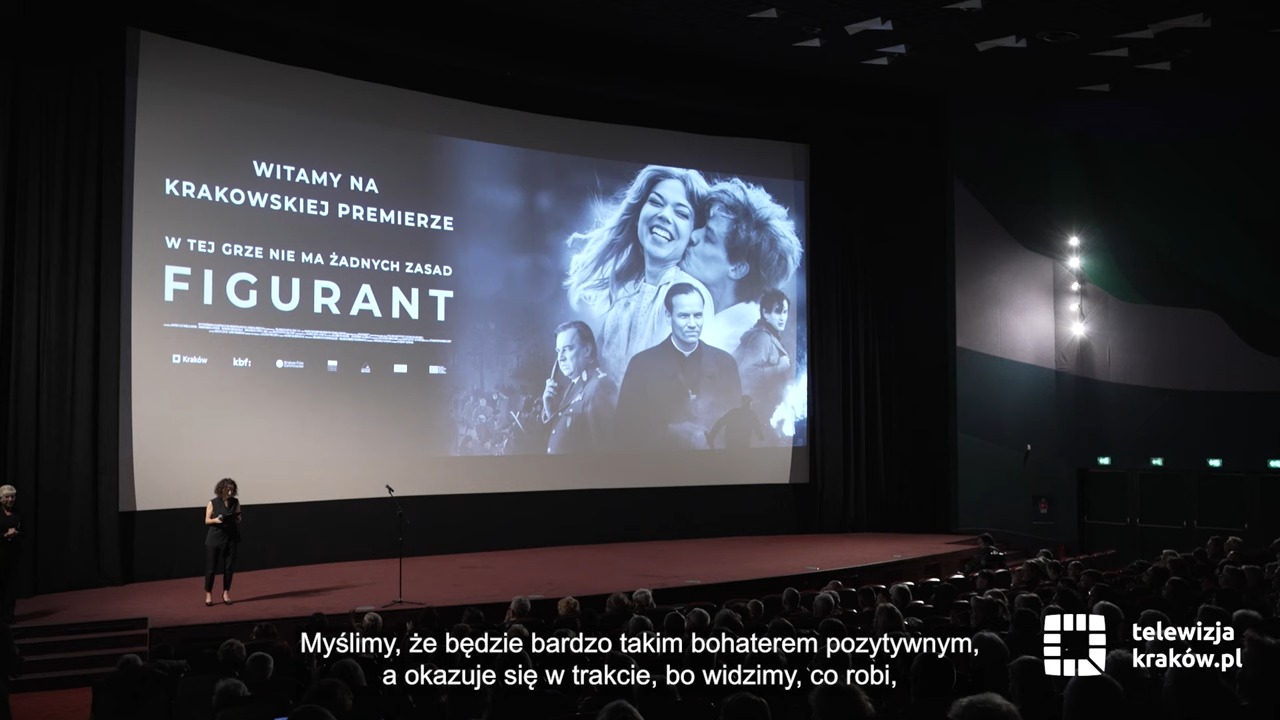 WITAMY NA
KRAKOWSKIEJ PREMIERZE
W TEJ GRZE NIE MA ŻADNYCH ZASAD
FIGURANT
Kraków
kbf:
Myślimy, że będzie bardzo takim bohaterem pozytywnym,
a okazuje się w trakcie, bo widzimy, co robi,
telewizja
kraków.pl